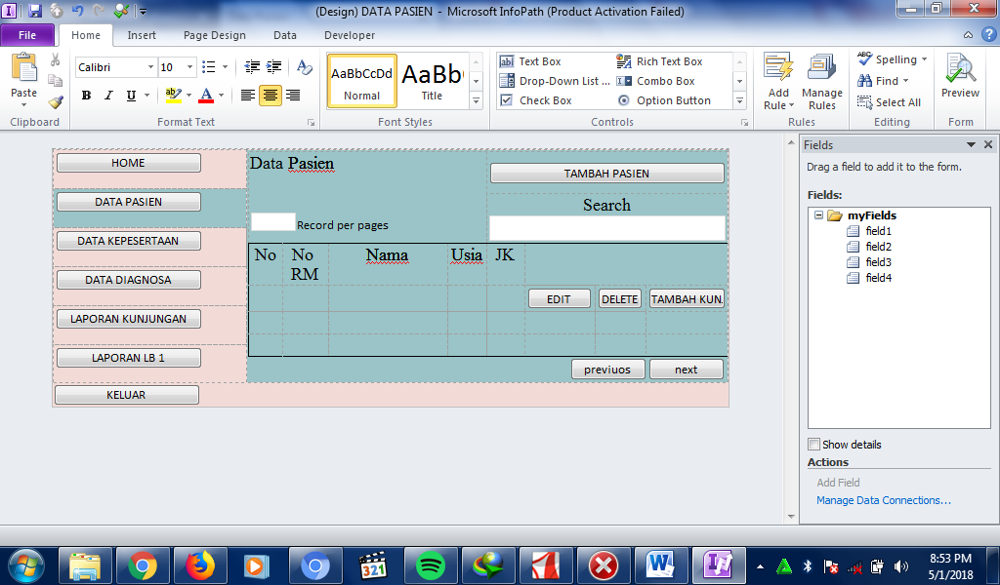 (Design) DATA PASIEN - Microsoft InfoPath (Product Activation Failed)
File Home Insert Page Design Data Developer
Paste
Clipboard
Calibri 10
B I U
Format Text
AaBbCcDd
Normal
AaBb
Title
Font Styles
Text Box Rich Text Box
Drop-Down List ... Combo Box
Check Box Option Button
Controls
Add Rule
Manage Rules
Rules
Spelling
Find
Select All
Editing
Preview
Form
HOME
DATA PASIEN
DATA KEPESERTAAN
DATA DIAGNOSA
LAPORAN KUNJUNGAN
LAPORAN LB 1
KELUAR
Data Pasien
TAMBAH PASIEN
Search
Record per pages
No No RM Nama Usia JK
EDIT DELETE TAMBAH KUN
previuos next
Fields
Drag a field to add it to the form.
Fields:
myFields
field1
field2
field3
field4
Show details
Actions
Add Field
Manage Data Connections...
321
8:53 PM
5/1/2018